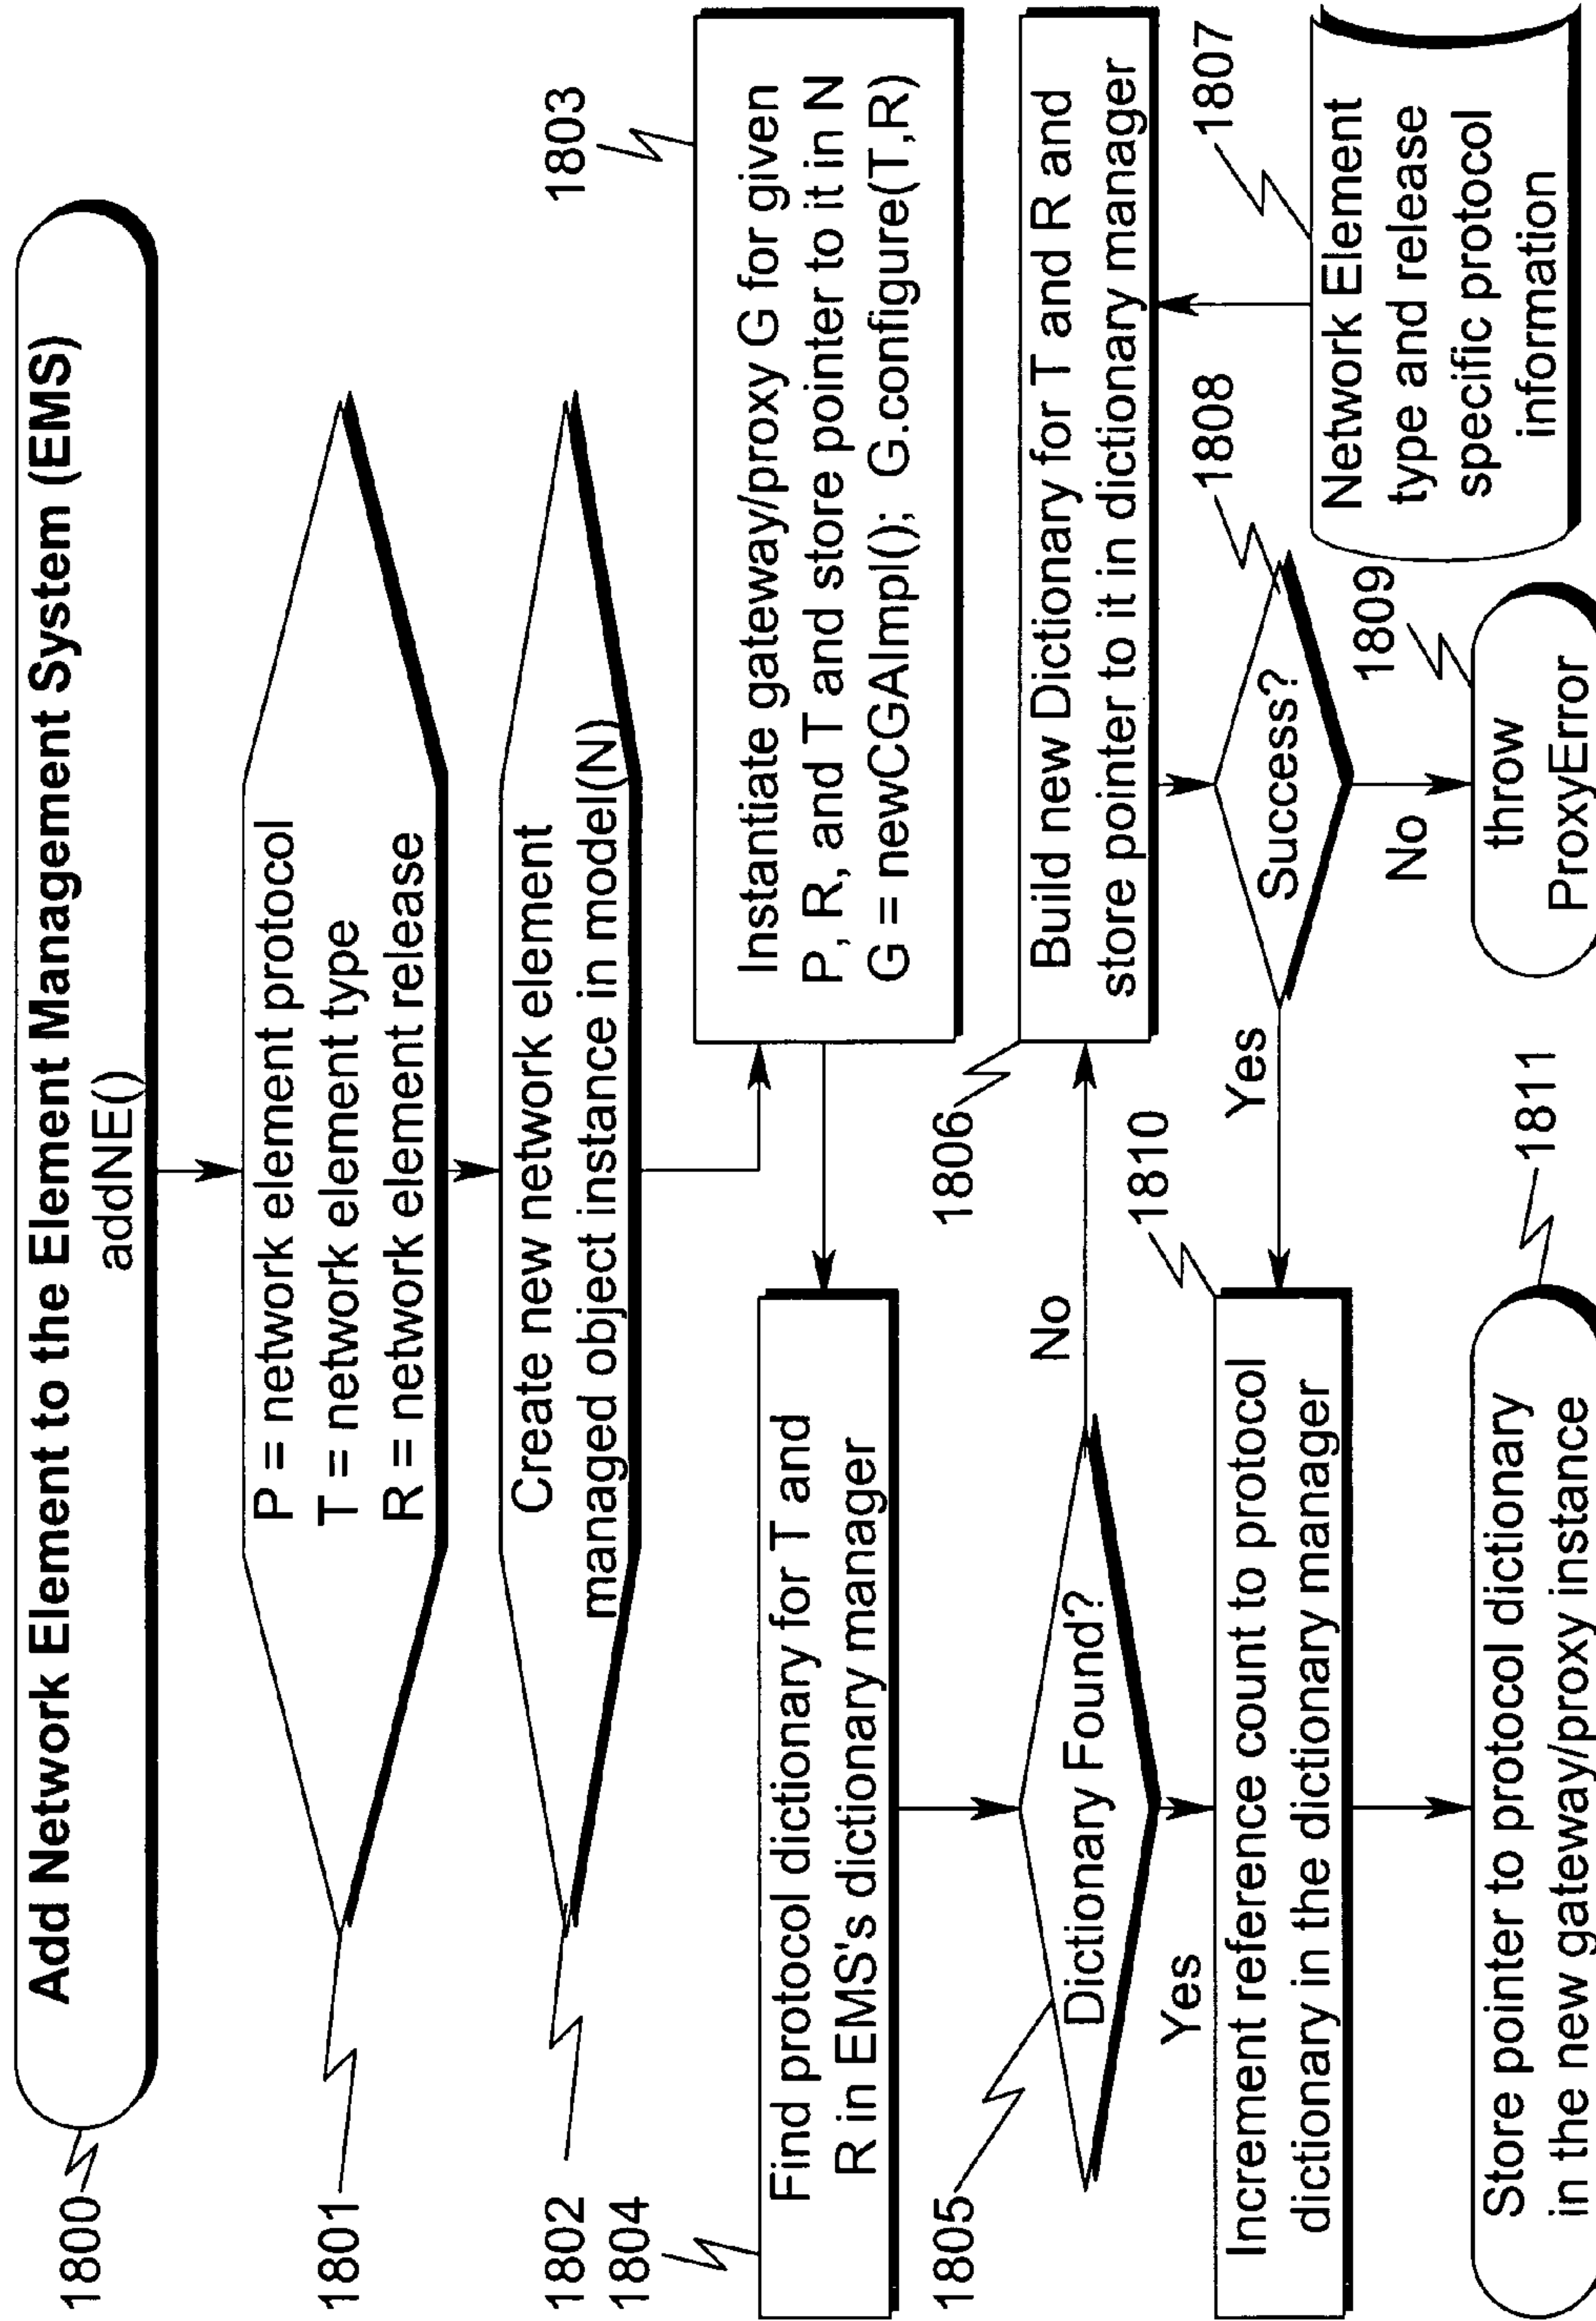 Add Network Element to the Element Management System (EMS)
addNE()
1800
P = network element protocol
T = network element type
R = network element release
1801
Create new network element
managed object instance in model(N)
1802
1803
Instantiate gateway/proxy G for given
P, R, and T and store pointer to it in N
G = newCGAImpl(); G.configure(T,R)
1804
Find protocol dictionary for T and
R in EMS's dictionary manager
1805
Dictionary Found?
No
Yes
1806
Build new Dictionary for T and R and
store pointer to it in dictionary manager
1807
Network Element
type and release
specific protocol
information
1808
Success?
Yes
No
1809
throw
ProxyError
1810
Increment reference count to protocol
dictionary in the dictionary manager
1811
Store pointer to protocol dictionary
in the new gateway/proxy instance